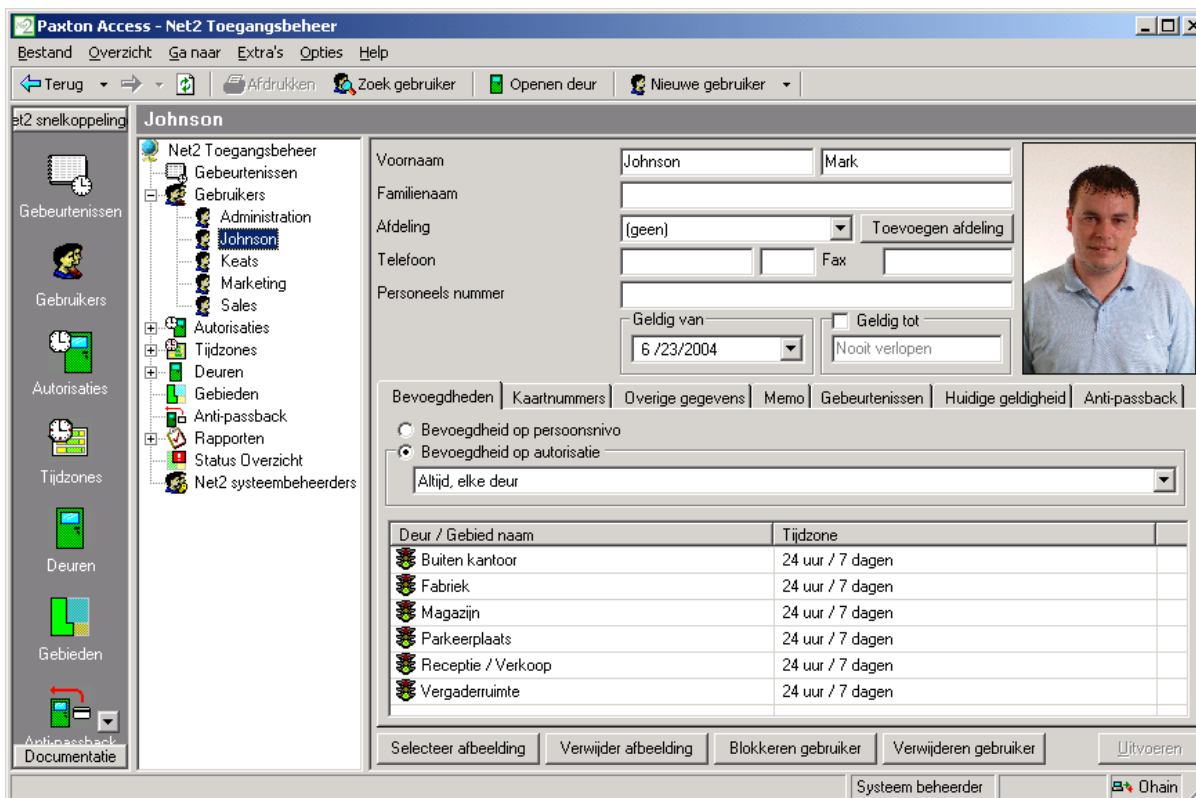 Paxton Access - Net2 Toegangsbeheer
Bestand Overzicht Ga naar Extra's Opties Help
Terug Afdrukken Zoek gebruiker Openen deur Nieuwe gebruiker
et2 snelkoppeling
Johnson
Gebeurtenissen
Gebruikers
Autorisaties
Tijdzones
Deuren
Gebieden
Anti-passback
Documentatie
Net2 Toegangsbeheer
Gebeurtenissen
Gebruikers
Administration
Johnson
Keats
Marketing
Sales
Autorisaties
Tijdzones
Deuren
Gebieden
Anti-passback
Rapporten
Status Overzicht
Net2 systeembeheerders
Voornaam Johnson Mark
Familienaam
Afdeling (geen) Toevoegen afdeling
Telefoon Fax
Personeels nummer
Geldig van Geldig tot
6 /23/2004 Nooit verlopen
Bevoegdheden Kaartnummers Overige gegevens Memo Gebeurtenissen Huidige geldigheid Anti-passback
Bevoegdheid op persoonsnivo
Bevoegdheid op autorisatie
Altijd, elke deur
Deur / Gebied naam Tijdzone
Buiten kantoor 24 uur / 7 dagen
Fabriek 24 uur / 7 dagen
Magazijn 24 uur / 7 dagen
Parkeerplaats 24 uur / 7 dagen
Receptie / Verkoop 24 uur / 7 dagen
Vergaderruimte 24 uur / 7 dagen
Selecteer afbeelding Verwijder afbeelding Blokkeren gebruiker Verwijderen gebruiker Uitvoeren
Systeem beheerder Ohain